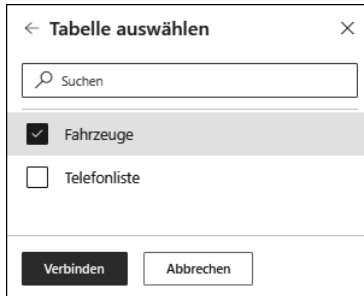 Tabelle auswählen
Suchen
Fahrzeuge
Telefonliste
Verbinden Abbrechen